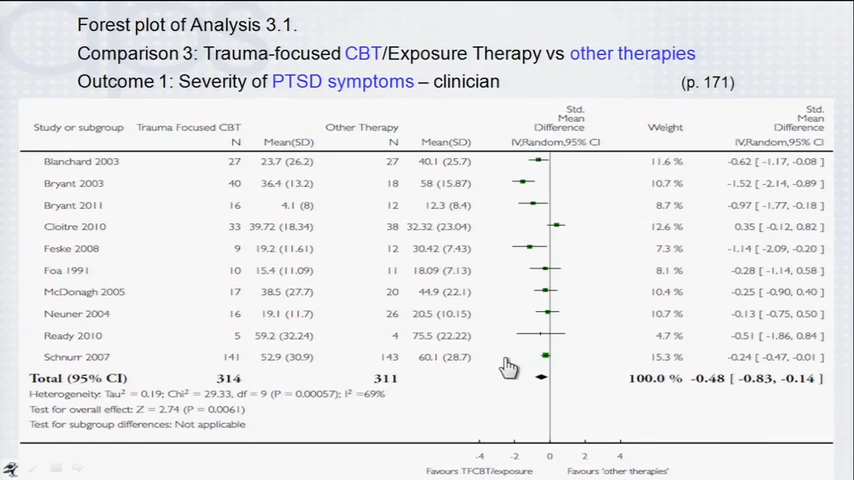 Forest plot of Analysis 3.1.
Comparison 3: Trauma-focused CBT/Exposure Therapy vs other therapies
Outcome 1: Severity of PTSD symptoms – clinician (p. 171)
Study or subgroup Trauma Focused CBT Other Therapy Std. Mean Difference Weight Std. Mean Difference
N Mean(SD) N Mean(SD) IV,Random,95% CI IV,Random,95% CI
Blanchard 2003 27 23.7 (26.2) 27 40.1 (25.7) 11.6 % -0.62 [ -1.17, -0.08 ]
Bryant 2003 40 36.4 (13.2) 18 58 (15.87) 10.7 % -1.52 [ -2.14, -0.89 ]
Bryant 2011 16 4.1 (8) 12 12.3 (8.4) 8.7 % -0.97 [ -1.77, -0.18 ]
Cloitre 2010 33 39.72 (18.34) 38 32.32 (23.04) 12.6 % 0.35 [ -0.12, 0.82 ]
Feske 2008 9 19.2 (11.61) 12 30.42 (7.43) 7.3 % -1.14 [ -2.09, -0.20 ]
Foa 1991 10 15.4 (11.09) 11 18.09 (7.13) 8.1 % -0.28 [ -1.14, 0.58 ]
McDonagh 2005 17 38.5 (27.7) 20 44.9 (22.1) 10.4 % -0.25 [ -0.90, 0.40 ]
Neuner 2004 16 19.1 (11.7) 26 20.5 (10.15) 10.7 % -0.13 [ -0.75, 0.50 ]
Ready 2010 5 59.2 (32.24) 4 75.5 (22.22) 4.7 % -0.51 [ -1.86, 0.84 ]
Schnurr 2007 141 52.9 (30.9) 143 60.1 (28.7) 15.3 % -0.24 [ -0.47, -0.01 ]
Total (95% CI) 314 311 100.0 % -0.48 [ -0.83, -0.14 ]
Heterogeneity: Tau² = 0.19; Chi² = 29.33, df = 9 (P = 0.00057); I² =69%
Test for overall effect: Z = 2.74 (P = 0.0061)
Test for subgroup differences: Not applicable
-4 -2 0 2 4
Favours TFCBT/exposure Favours 'other therapies'